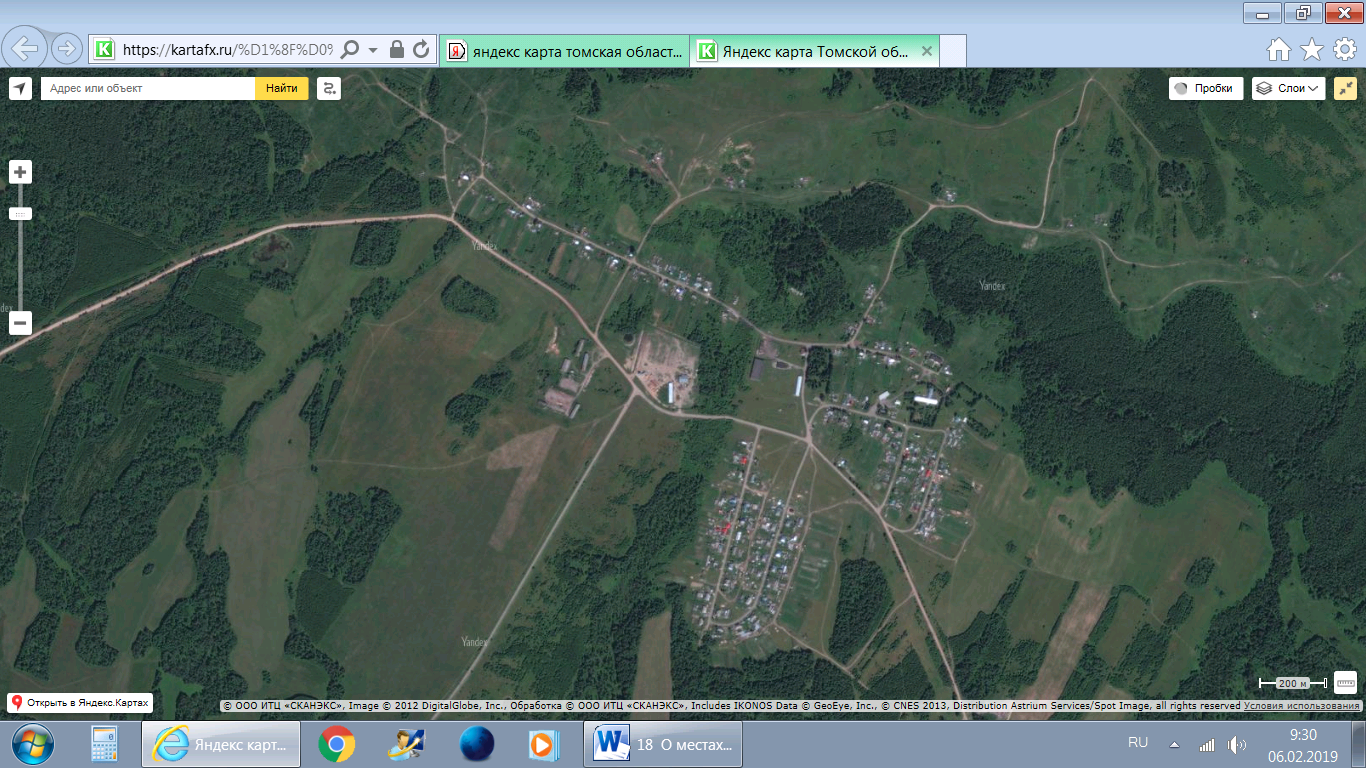 https://kartafx.ru/%D1%8F%D0%
яндекс карта томская област...
Яндекс карта Томской об...
Адрес или объект
Найти
Пробки
Слои
Yandex
Yandex
Yandex
200 м
Открыть в Яндекс.Картах
© ООО ИТЦ «СКАНЭКС», Image © 2012 DigitalGlobe, Inc., Обработка © ООО ИТЦ «СКАНЭКС», Includes IKONOS Data © GeoEye, Inc., © CNES 2013, Distribution Astrium Services/Spot Image, all rights reserved Условия использования
Яндекс карт...
18 О местах...
RU
9:30
06.02.2019